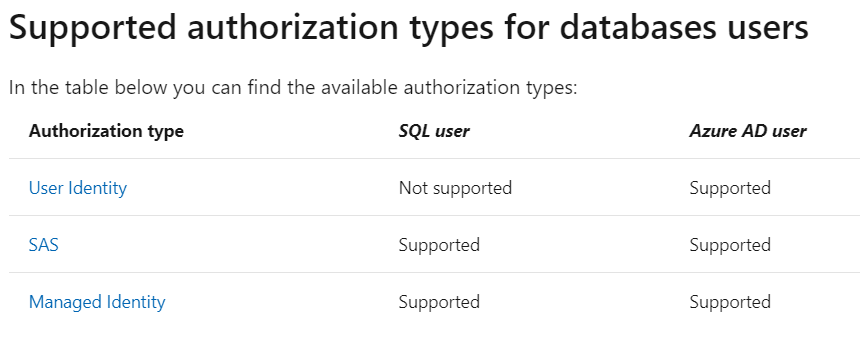 Supported authorization types for databases users
In the table below you can find the available authorization types:
Authorization type SQL user Azure AD user
User Identity Not supported Supported
SAS Supported Supported
Managed Identity Supported Supported